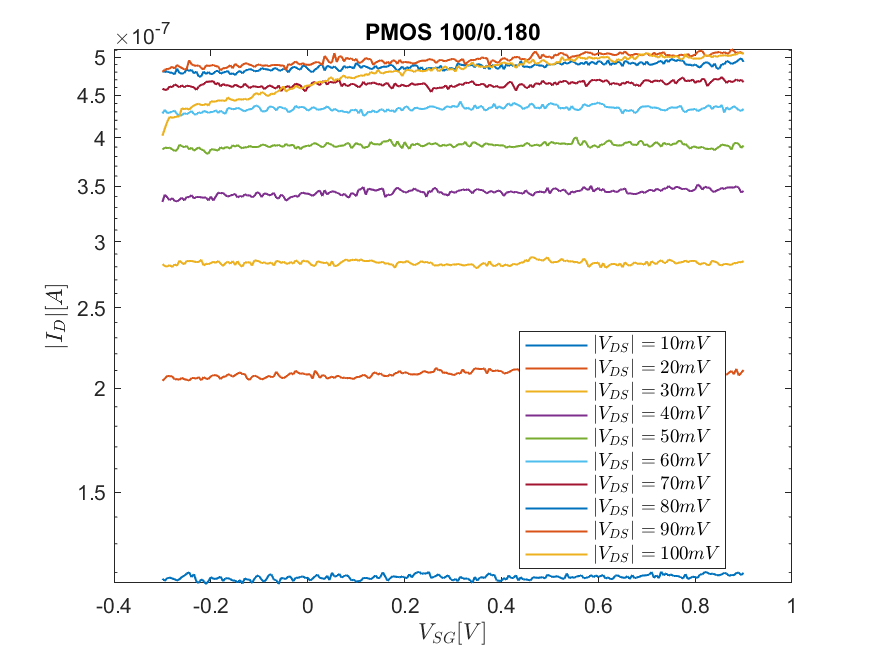 PMOS 100/0.180
×10⁻⁷
5
4.5
4
3.5
3
2.5
2
1.5
|I_D|[A]
|V_DS| = 10mV
|V_DS| = 20mV
|V_DS| = 30mV
|V_DS| = 40mV
|V_DS| = 50mV
|V_DS| = 60mV
|V_DS| = 70mV
|V_DS| = 80mV
|V_DS| = 90mV
|V_DS| = 100mV
-0.4 -0.2 0 0.2 0.4 0.6 0.8 1
V_SG[V]